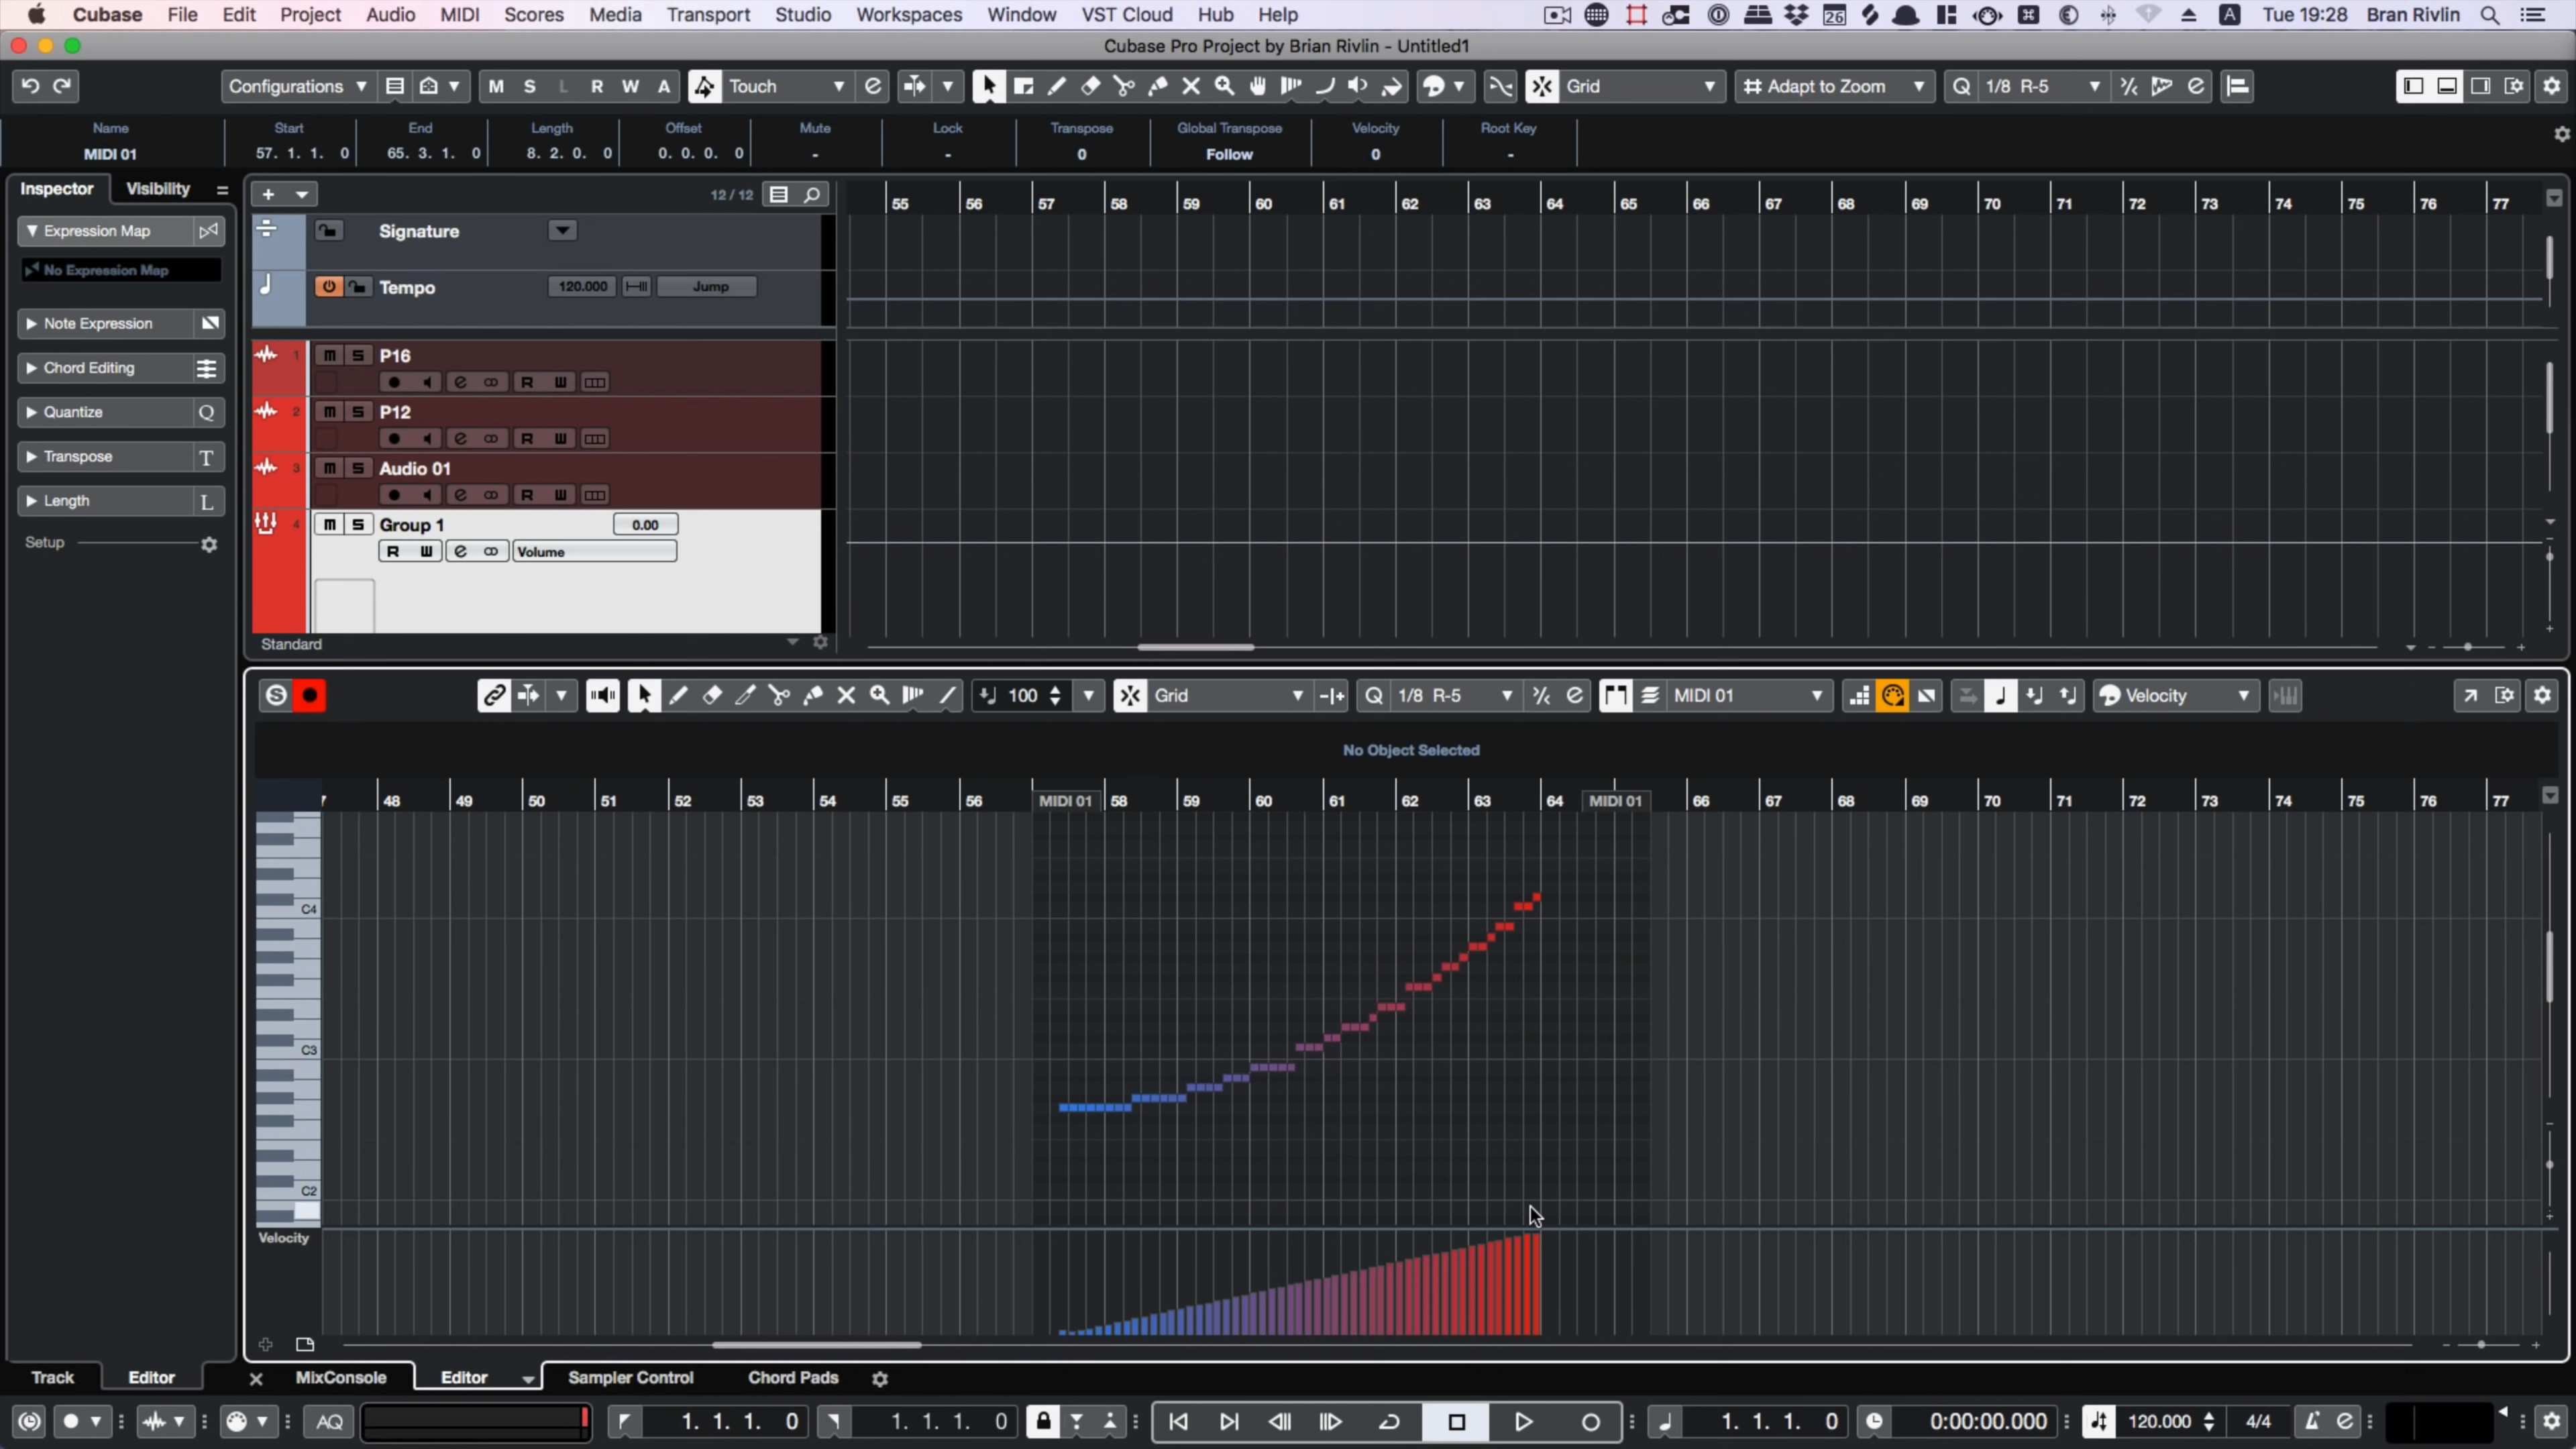 Cubase File Edit Project Audio MIDI Scores Media Transport Studio Workspaces Window VST Cloud Hub Help 26 A Tue 19:28 Bran Rivlin
Cubase Pro Project by Brian Rivlin - Untitled1
Configurations M S L R W A Touch e Grid Adapt to Zoom Q 1/8 R-5 e
Name Start End Length Offset Mute Lock Transpose Global Transpose Velocity Root Key
MIDI 01 57. 1. 1. 0 65. 3. 1. 0 8. 2. 0. 0 0. 0. 0. 0 - - 0 Follow 0 -
Inspector Visibility
12 / 12
55 56 57 58 59 60 61 62 63 64 65 66 67 68 69 70 71 72 73 74 75 76 77
Expression Map
No Expression Map
Note Expression
Chord Editing
Quantize Q
Transpose T
Length L
Setup
Signature
Tempo 120.000 Jump
1 m S P16
e R W
2 m S P12
e R W
3 m S Audio 01
e R W
4 m S Group 1 0.00
R W e Volume
Standard
S 100 Grid Q 1/8 R-5 e MIDI 01 Velocity
No Object Selected
48 49 50 51 52 53 54 55 56 MIDI 01 58 59 60 61 62 63 64 MIDI 01 66 67 68 69 70 71 72 73 74 75 76 77
C4
C3
C2
Velocity
Track Editor MixConsole Editor Sampler Control Chord Pads
AQ 1. 1. 1. 0 1. 1. 1. 0 1. 1. 1. 0 0:00:00.000 120.000 4/4 e